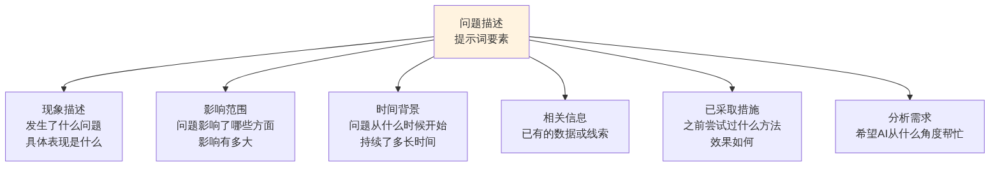 问题描述
提示词要素
现象描述
发生了什么问题
具体表现是什么
影响范围
问题影响了哪些方面
影响有多大
时间背景
问题从什么时候开始
持续了多长时间
相关信息
已有的数据或线索
已采取措施
之前尝试过什么方法
效果如何
分析需求
希望AI从什么角度帮忙